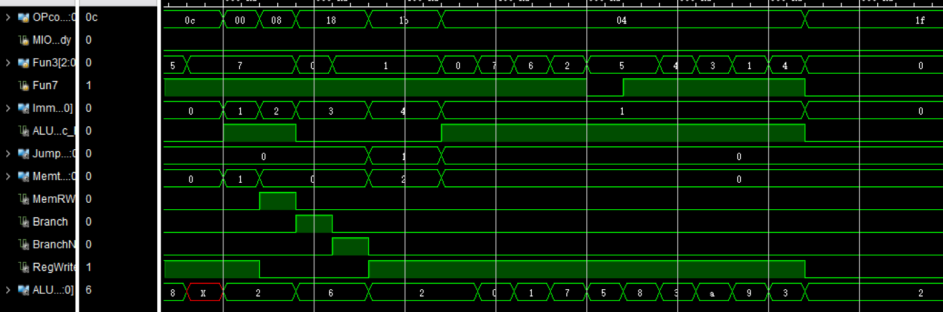 OPco...:0 0c 0c 00 08 18 1b 04 1f
MIO...dy 0
Fun3[2:0 0 5 7 0 1 0 7 6 2 5 4 3 1 4 0
Fun7 1
Imm...0] 0 0 1 2 3 4 1 0
ALU...c_ 0
Jump...:0 0 0 1 0
Memt...: 0 0 1 0 2 0
MemRW 0
Branch 0
BranchN 0
RegWrite 1
ALU...:0] 6 8 X 2 6 2 0 1 7 5 8 3 a 9 3 2